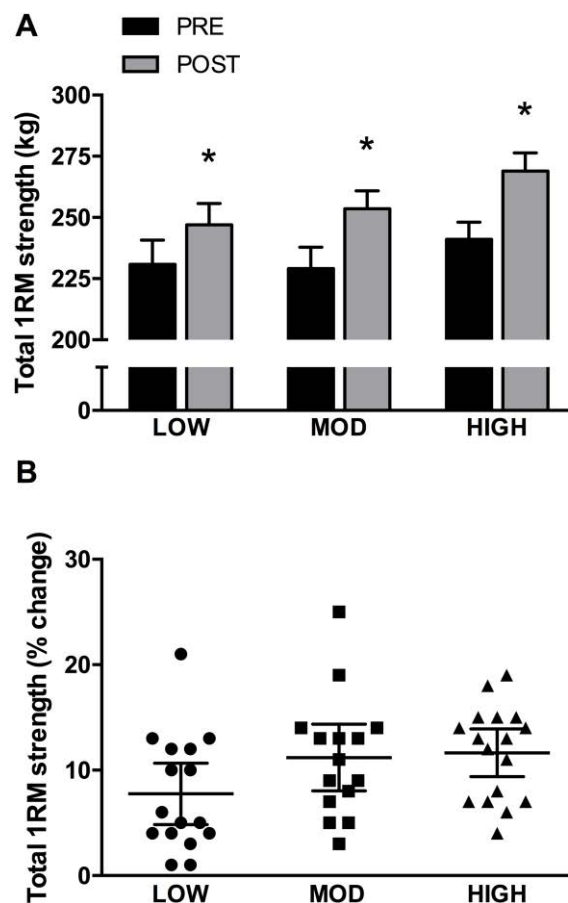 A
PRE
POST
Total 1RM strength (kg)
300
275
250
225
200
0
* * *
LOW MOD HIGH
B
Total 1RM strength (% change)
30
20
10
0
LOW MOD HIGH